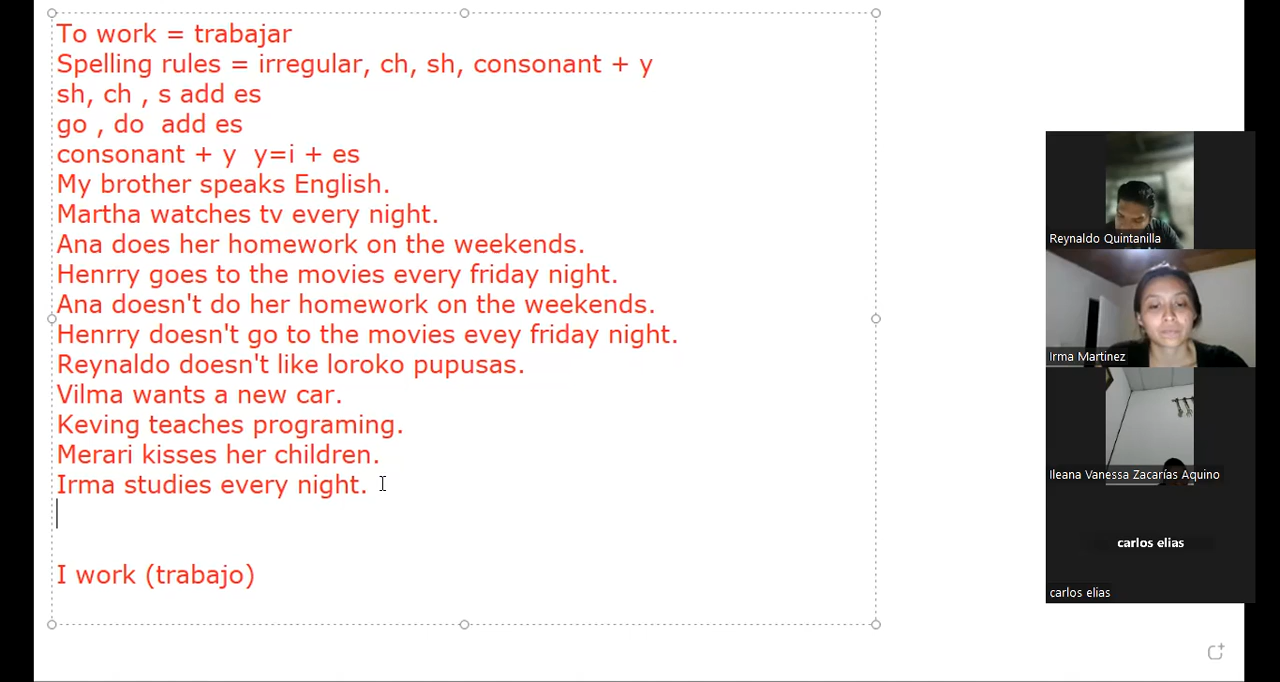 To work = trabajar
Spelling rules = irregular, ch, sh, consonant + y
sh, ch , s add es
go , do  add es
consonant + y  y=i + es
My brother speaks English.
Martha watches tv every night.
Ana does her homework on the weekends.
Henrry goes to the movies every friday night.
Ana doesn't do her homework on the weekends.
Henrry doesn't go to the movies evey friday night.
Reynaldo doesn't like loroko pupusas.
Vilma wants a new car.
Keving teaches programing.
Merari kisses her children.
Irma studies every night.
I work (trabajo)
Reynaldo Quintanilla
Irma Martinez
Ileana Vanessa Zacarías Aquino
carlos elias
carlos elias